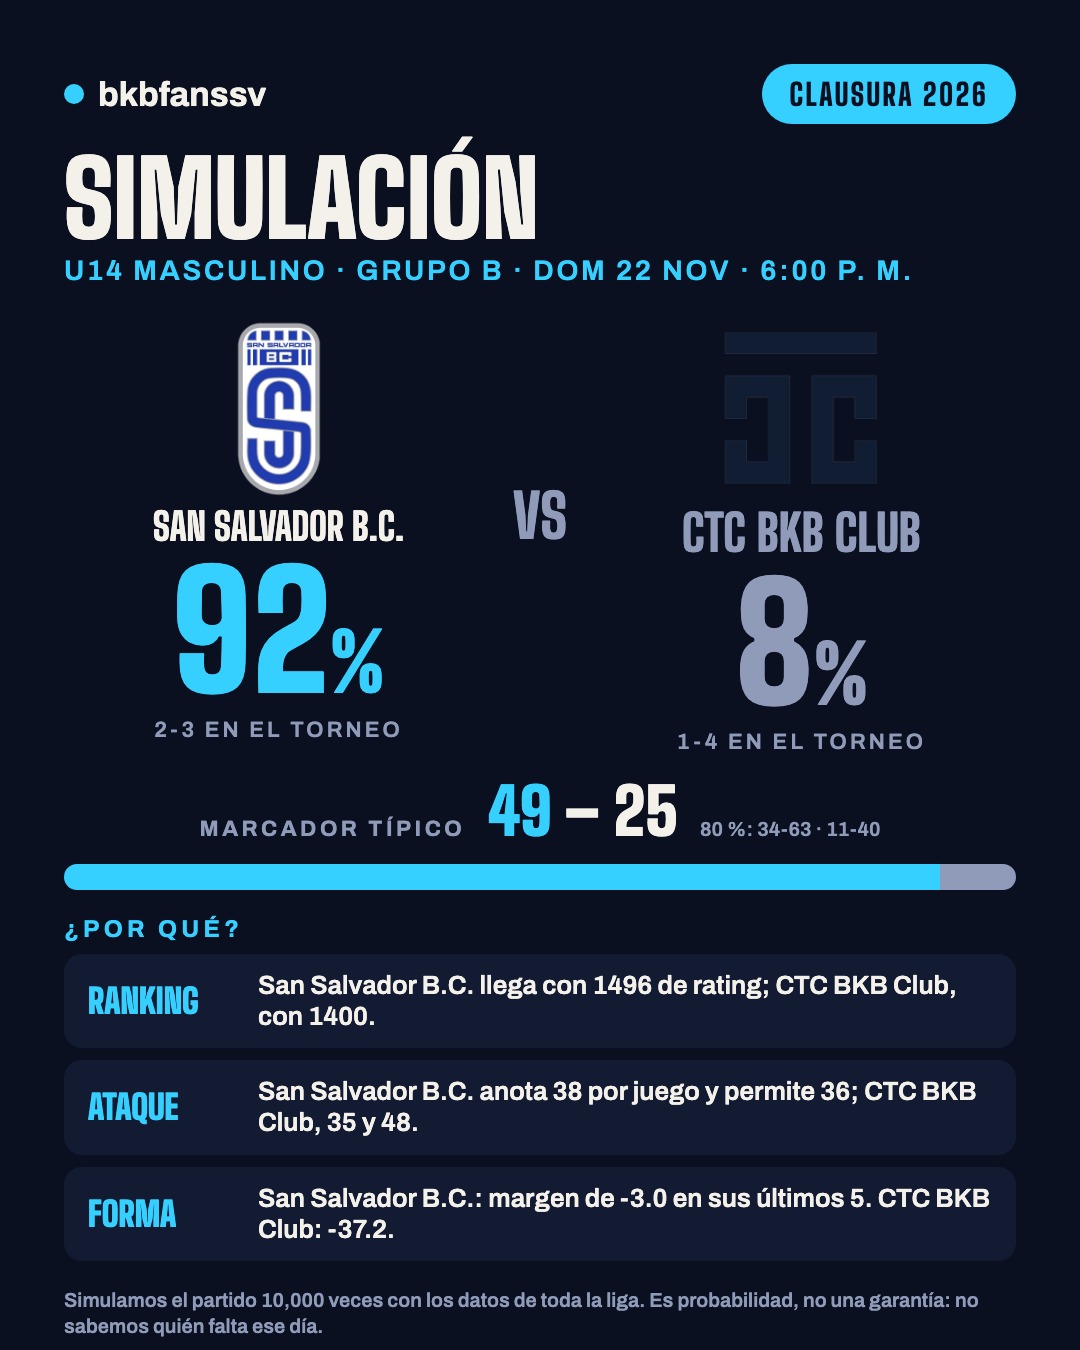 bkbfanssv
CLAUSURA 2026
SIMULACIÓN
U14 MASCULINO · GRUPO B · DOM 22 NOV · 6:00 P. M.
SAN SALVADOR
BC
S
SAN SALVADOR B.C.
92%
2-3 EN EL TORNEO
VS
CTC BKB CLUB
8%
1-4 EN EL TORNEO
MARCADOR TÍPICO 49 – 25 80 %: 34-63 · 11-40
¿POR QUÉ?
RANKING
San Salvador B.C. llega con 1496 de rating; CTC BKB Club,
con 1400.
ATAQUE
San Salvador B.C. anota 38 por juego y permite 36; CTC BKB
Club, 35 y 48.
FORMA
San Salvador B.C.: margen de -3.0 en sus últimos 5. CTC BKB
Club: -37.2.
Simulamos el partido 10,000 veces con los datos de toda la liga. Es probabilidad, no una garantía: no
sabemos quién falta ese día.